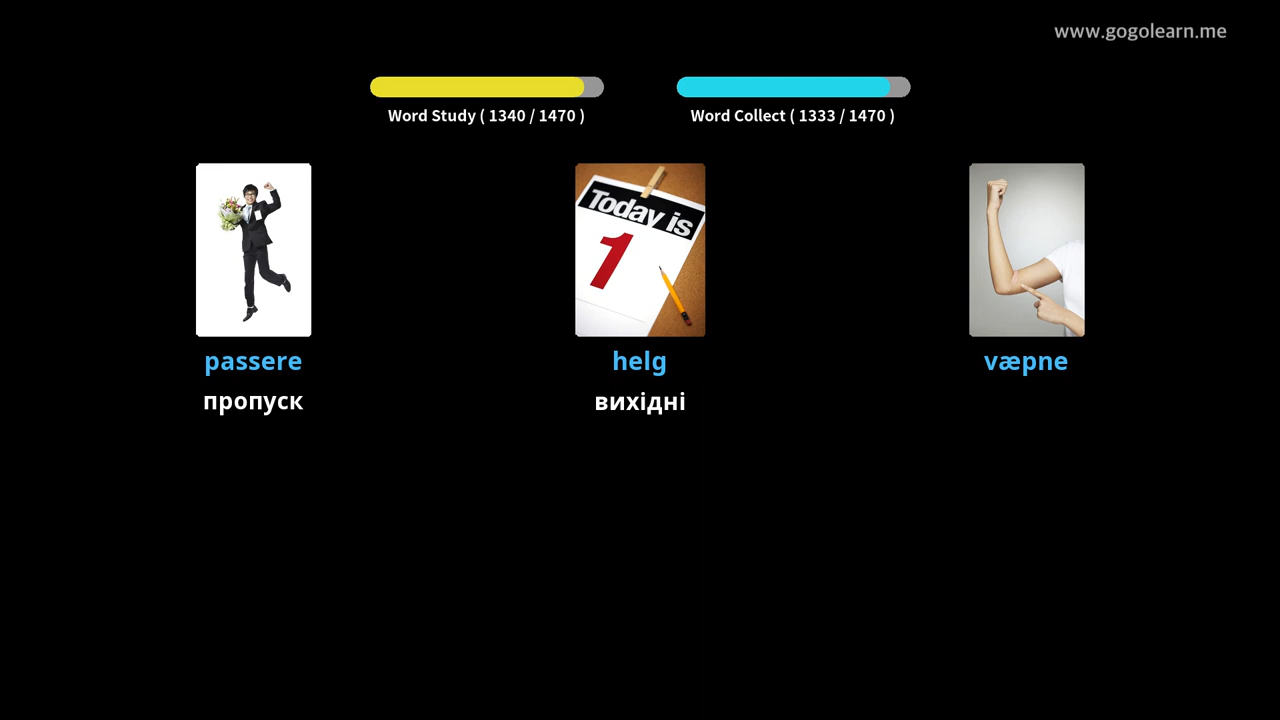 www.gogolearn.me
Word Study ( 1340 / 1470 )
Word Collect ( 1333 / 1470 )
Today is
1
passere
helg
væpne
пропуск
вихідні